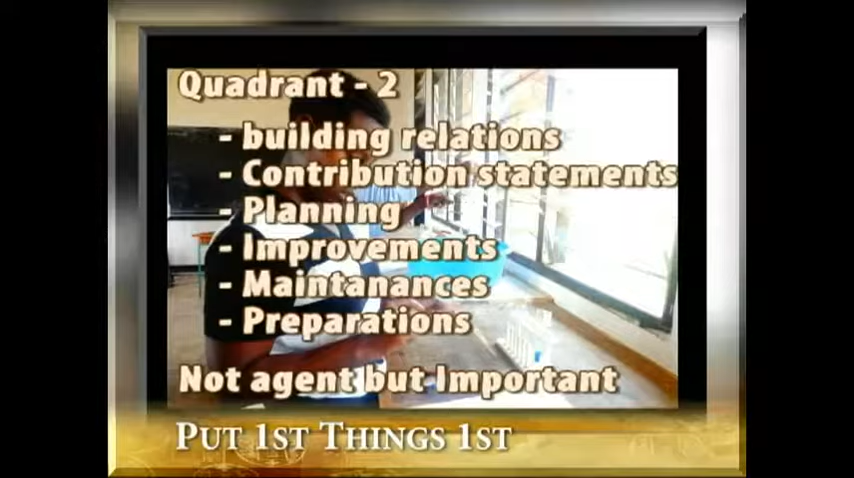 Quadrant - 2
- building relations
- Contribution statements
- Planning
- Improvements
- Maintanances
- Preparations
Not agent but Important
PUT 1ST THINGS 1ST